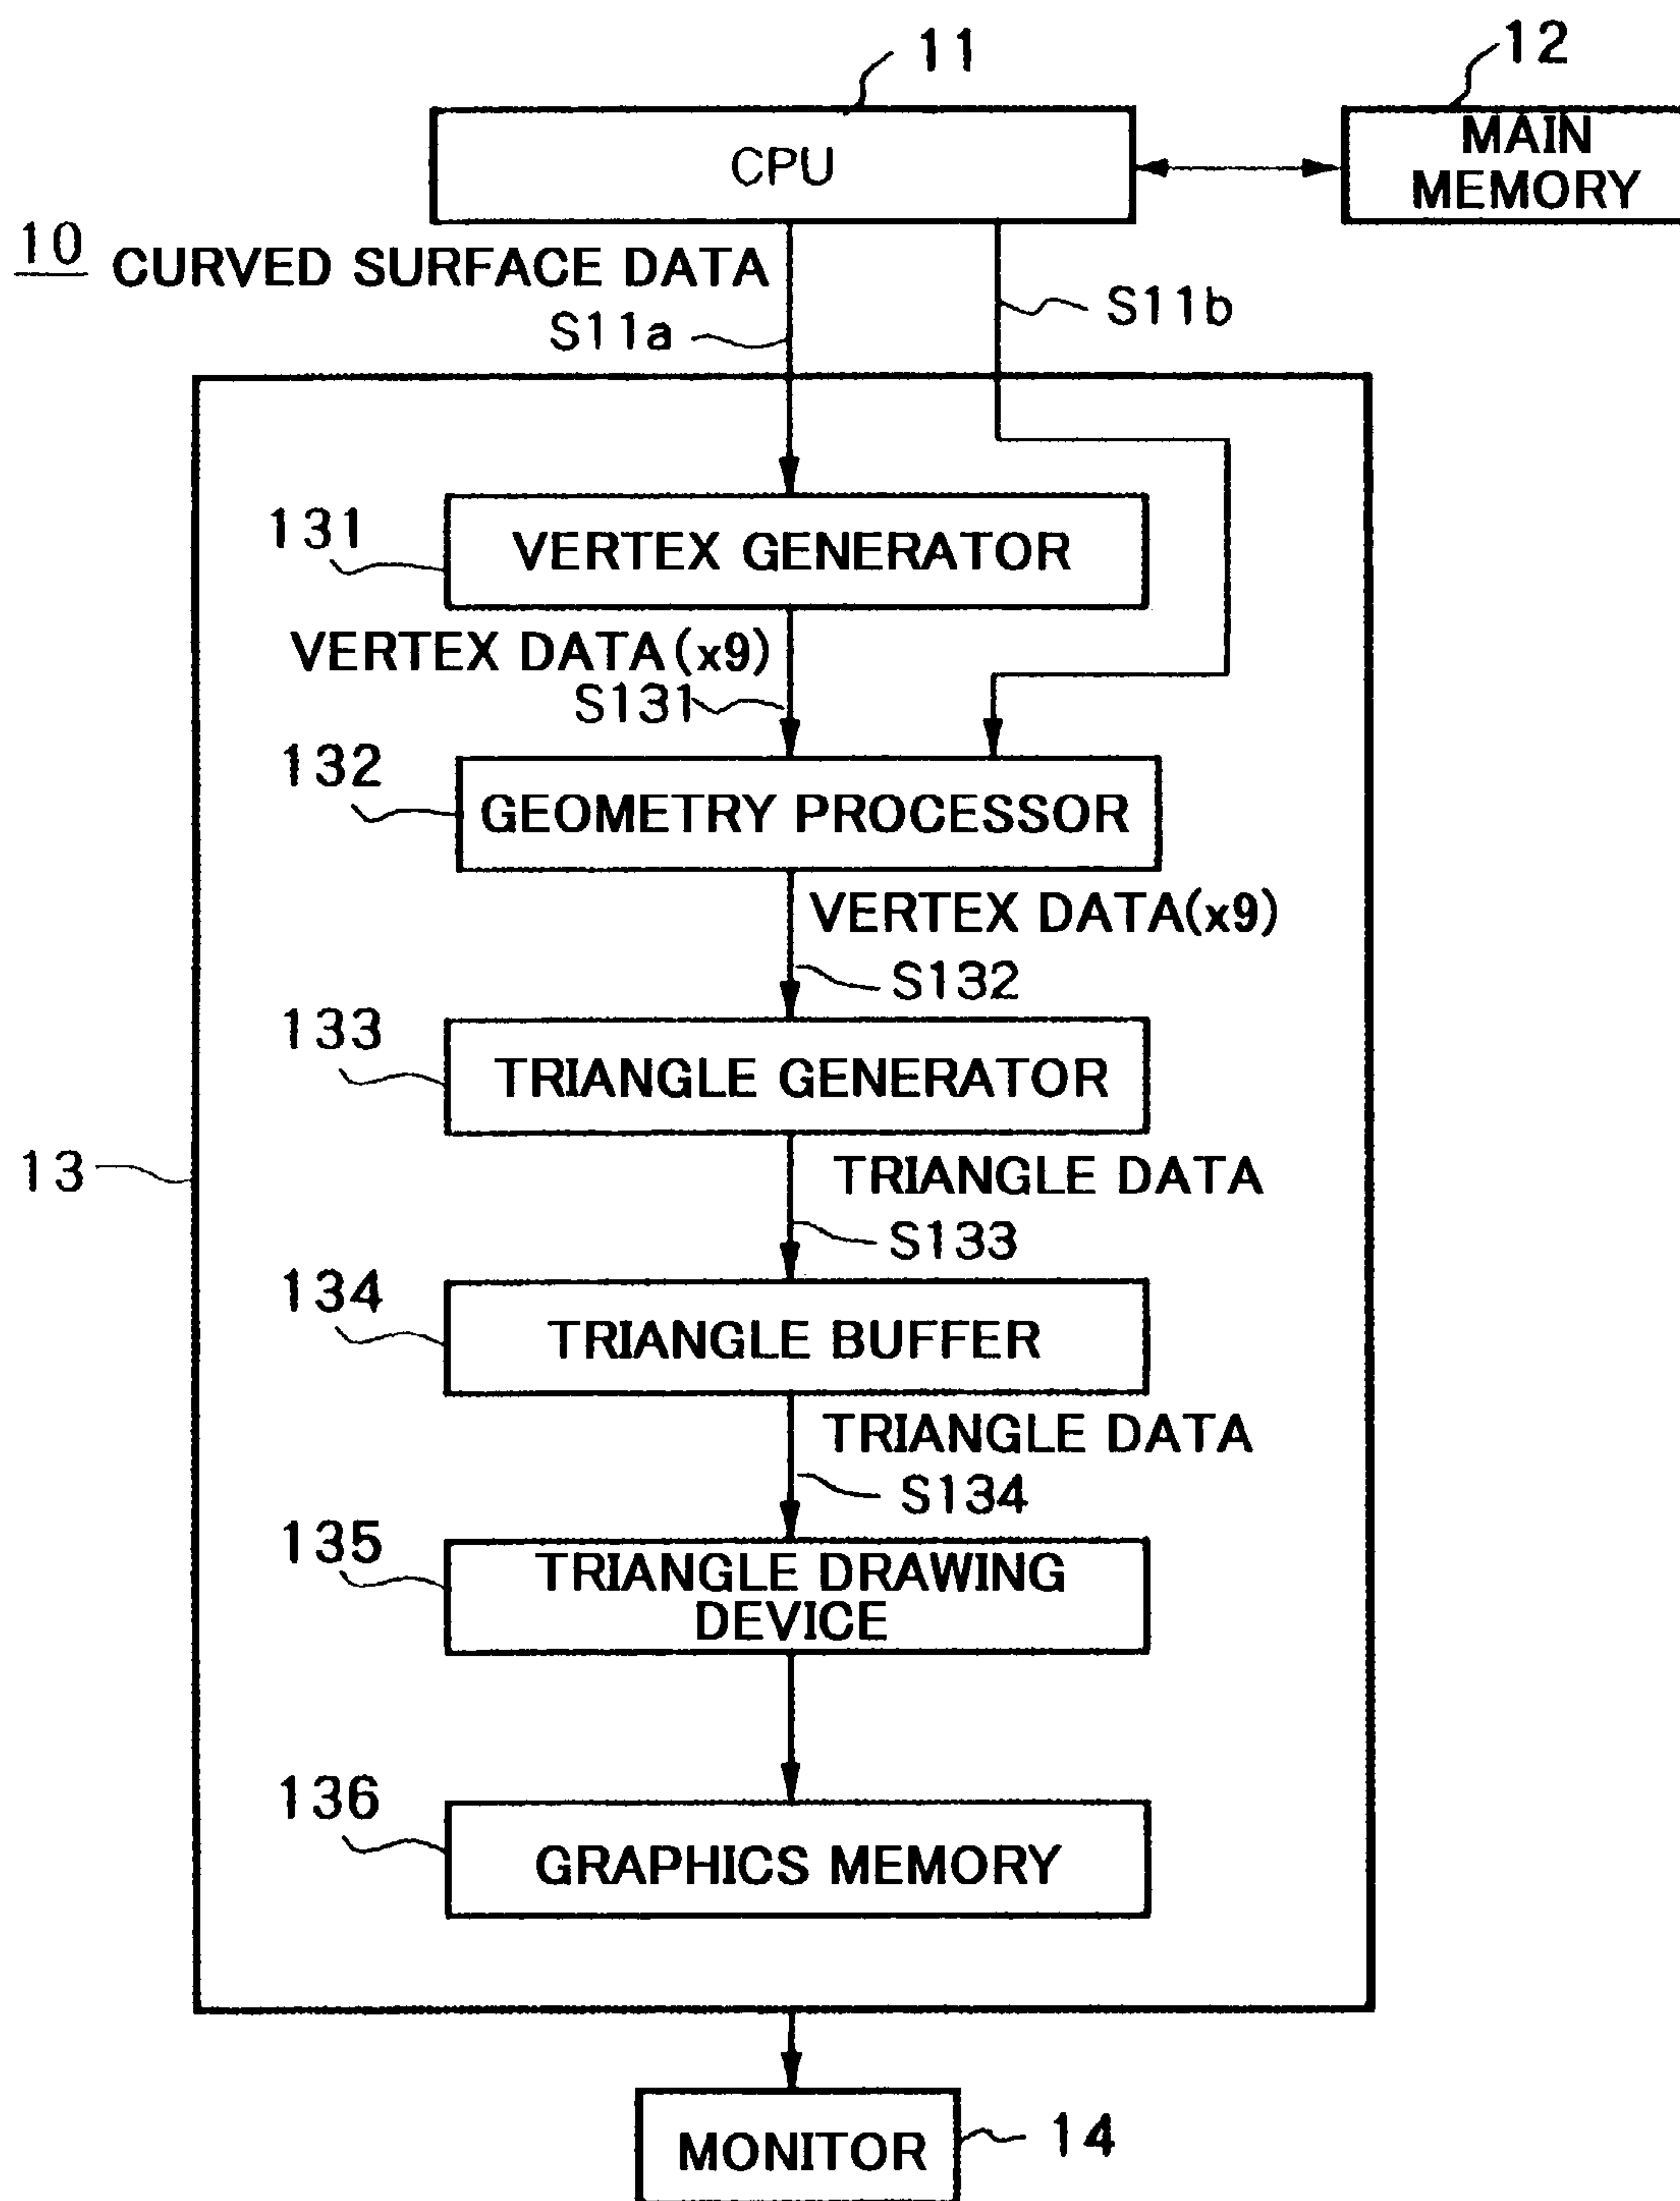 11
12
CPU
MAIN
MEMORY
10
CURVED SURFACE DATA
S11a
S11b
131
VERTEX GENERATOR
VERTEX DATA(x9)
S131
132
GEOMETRY PROCESSOR
VERTEX DATA(x9)
S132
133
TRIANGLE GENERATOR
13
TRIANGLE DATA
S133
134
TRIANGLE BUFFER
TRIANGLE DATA
S134
135
TRIANGLE DRAWING
DEVICE
136
GRAPHICS MEMORY
MONITOR
14